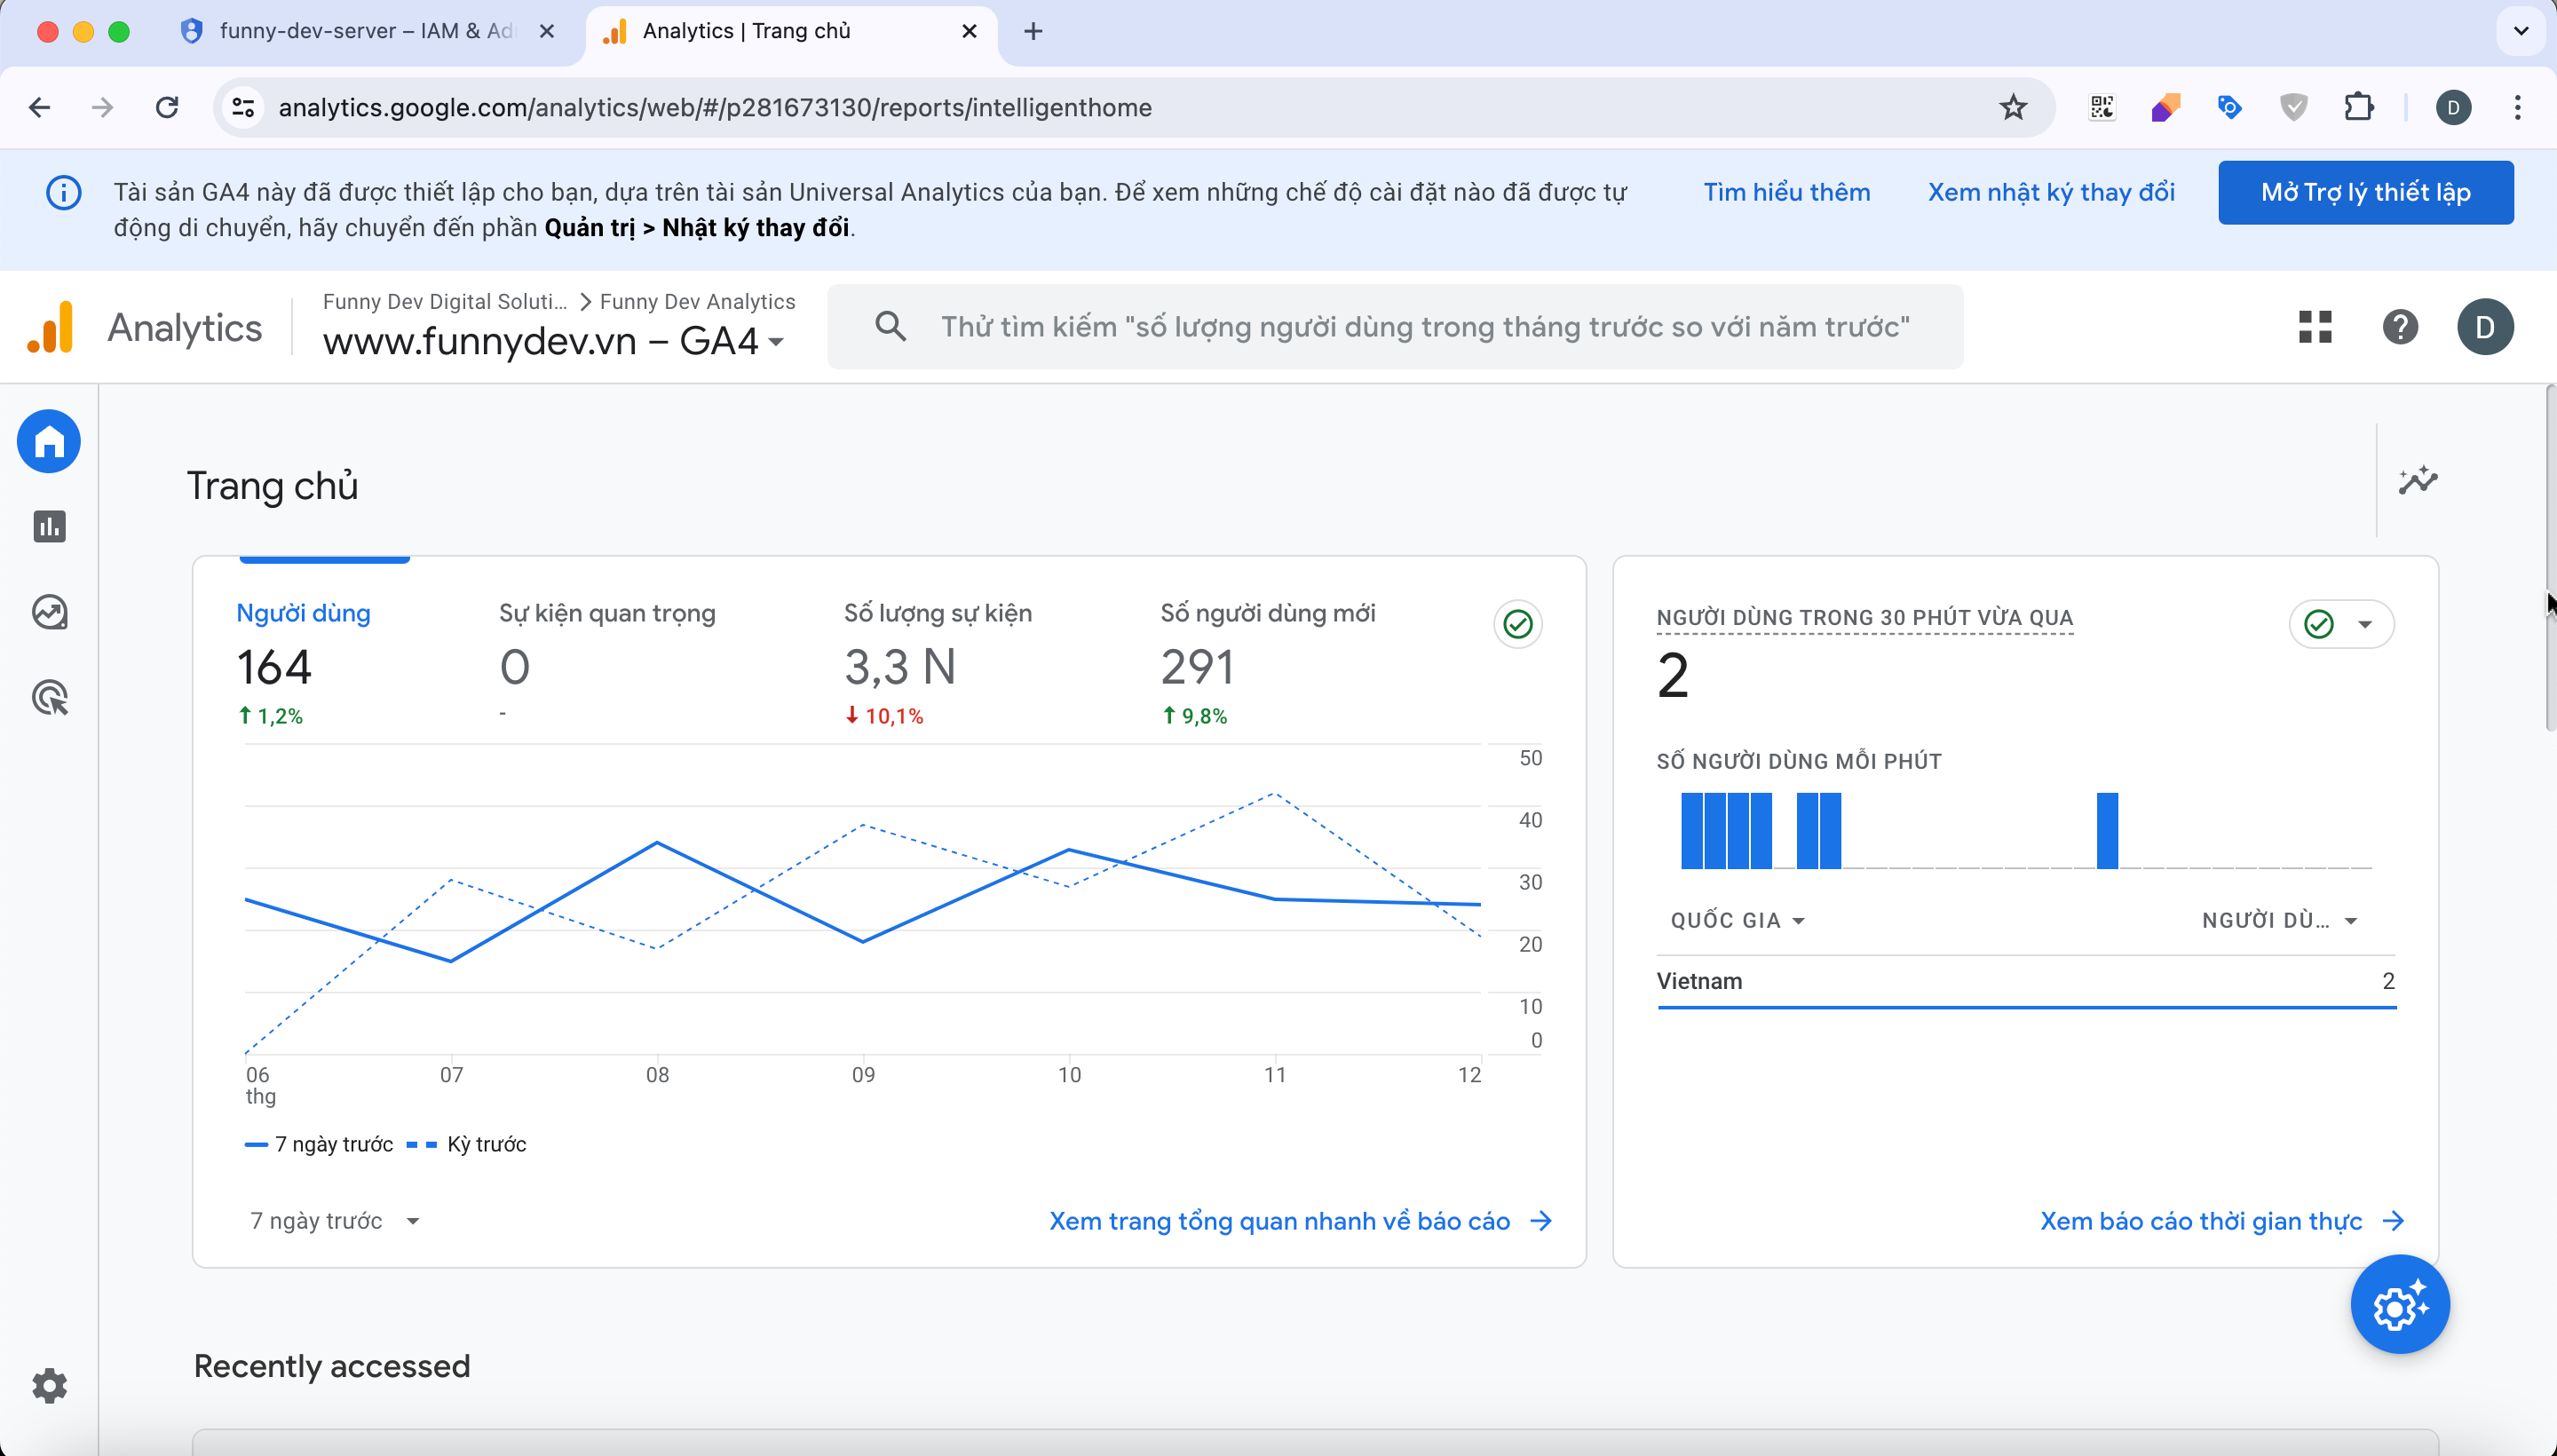 funny-dev-server – IAM & Ad
Analytics | Trang chủ
analytics.google.com/analytics/web/#/p281673130/reports/intelligenthome
D
Tài sản GA4 này đã được thiết lập cho bạn, dựa trên tài sản Universal Analytics của bạn. Để xem những chế độ cài đặt nào đã được tự
động di chuyển, hãy chuyển đến phần Quản trị > Nhật ký thay đổi.
Tìm hiểu thêm
Xem nhật ký thay đổi
Mở Trợ lý thiết lập
Analytics
Funny Dev Digital Soluti... > Funny Dev Analytics
www.funnydev.vn – GA4
Thử tìm kiếm "số lượng người dùng trong tháng trước so với năm trước"
D
Trang chủ
Người dùng
164
1,2%
Sự kiện quan trọng
0
-
Số lượng sự kiện
3,3 N
10,1%
Số người dùng mới
291
9,8%
50
40
30
20
10
0
06
thg
07
08
09
10
11
12
7 ngày trước
Kỳ trước
7 ngày trước
Xem trang tổng quan nhanh về báo cáo
NGƯỜI DÙNG TRONG 30 PHÚT VỪA QUA
2
SỐ NGƯỜI DÙNG MỖI PHÚT
QUỐC GIA
NGƯỜI DÙ...
Vietnam
2
Xem báo cáo thời gian thực
Recently accessed